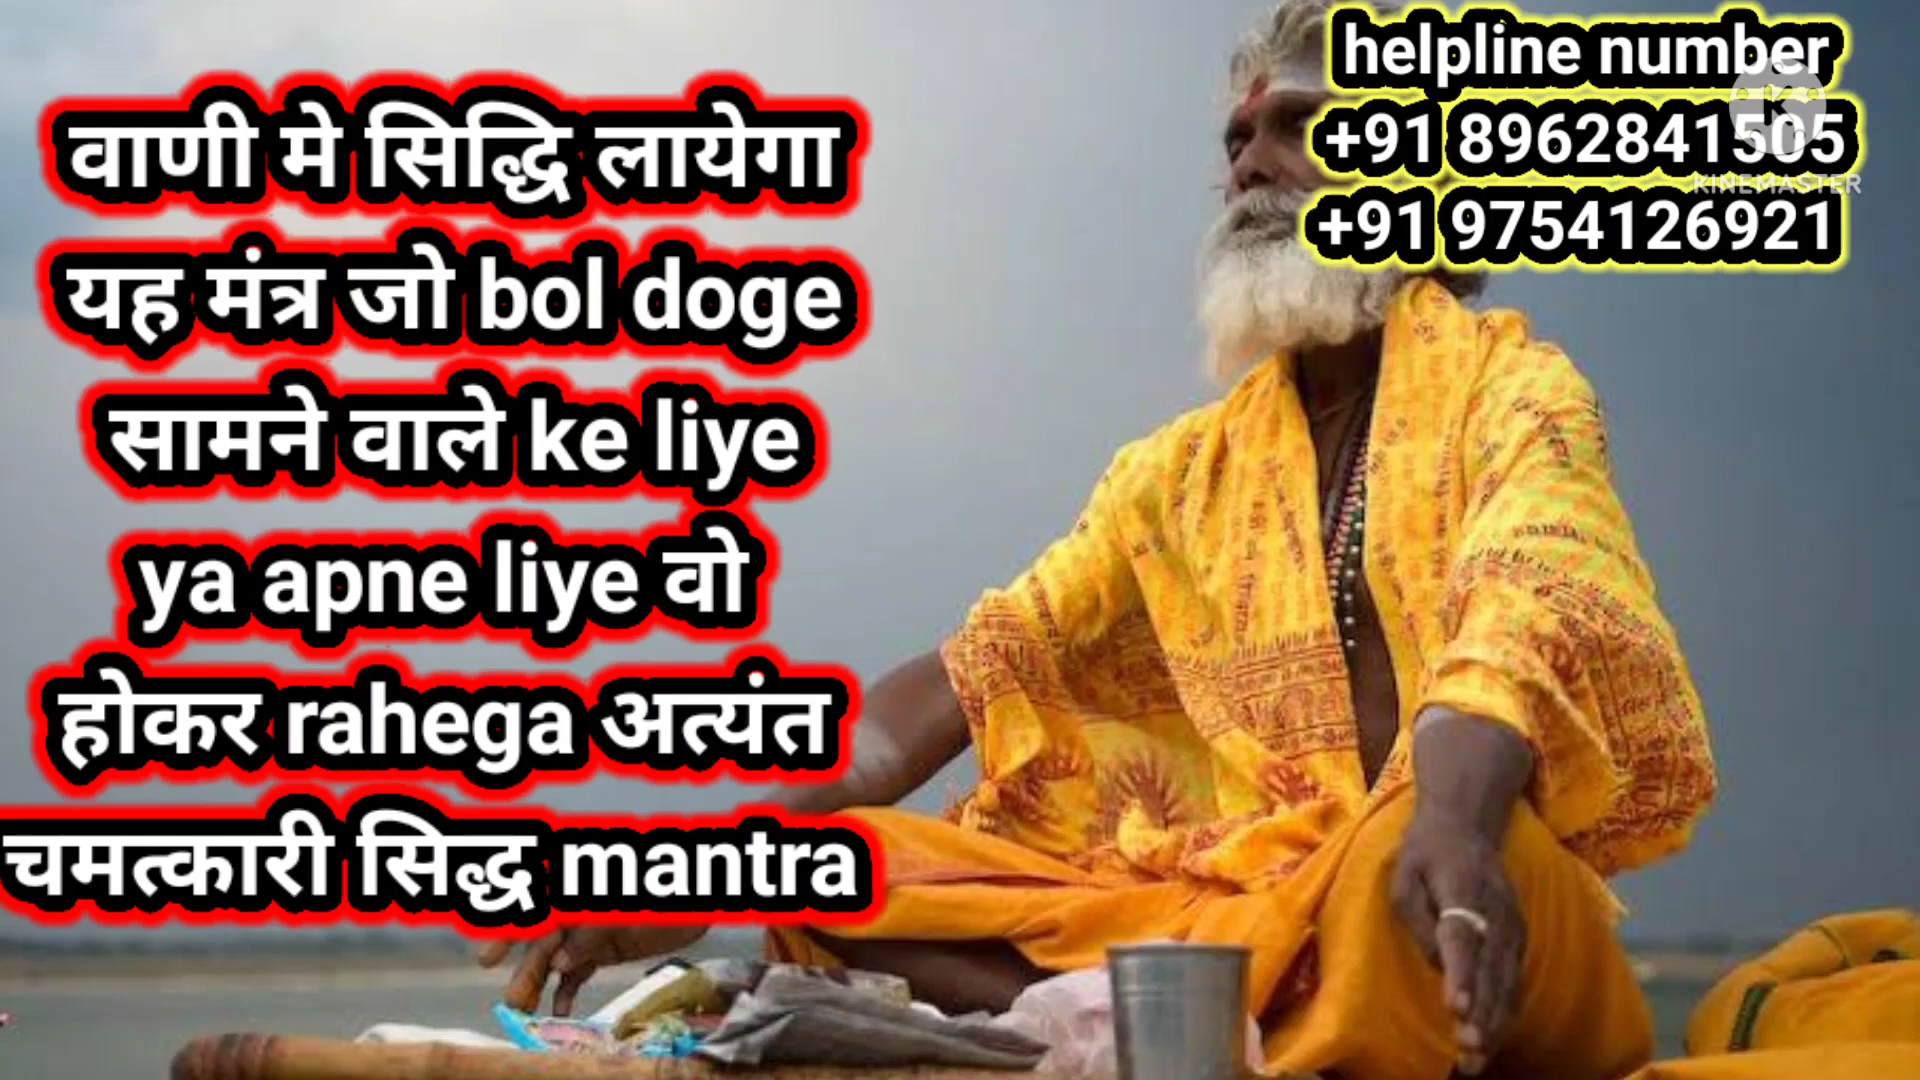 वाणी मे सिद्धि लायेगा
यह मंत्र जो bol doge
सामने वाले ke liye
ya apne liye वो
होकर rahega अत्यंत
चमत्कारी सिद्ध mantra
helpline number
+91 8962841505
+91 9754126921
KINEMASTER